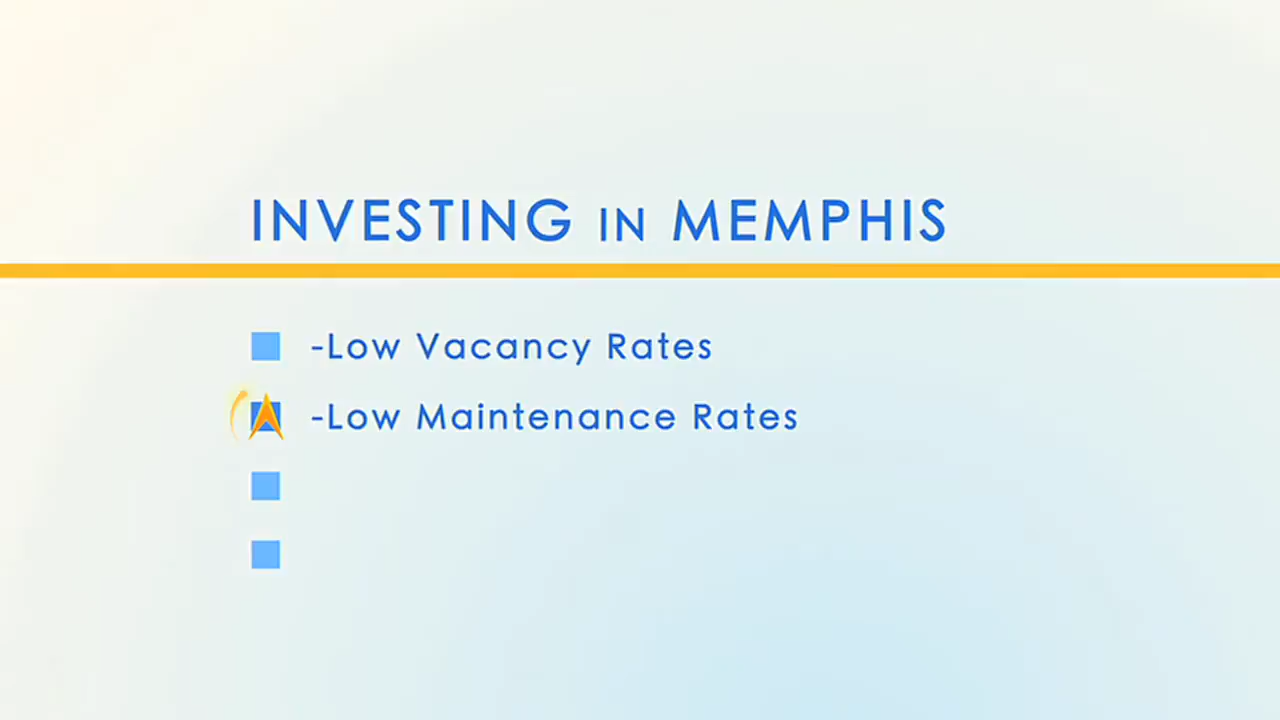 INVESTING IN MEMPHIS
-Low Vacancy Rates
-Low Maintenance Rates